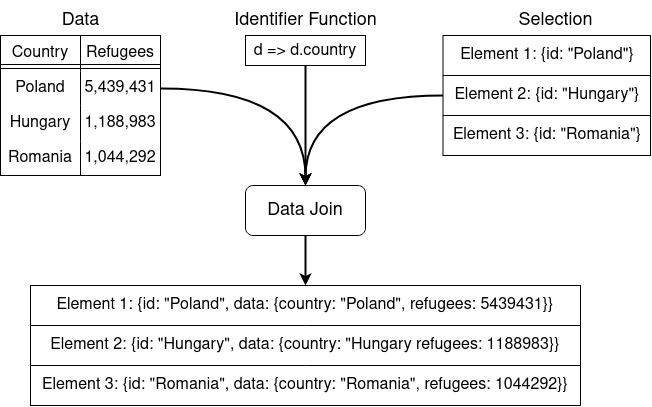 Data
Identifier Function
Selection
Country Refugees
Poland 5,439,431
Hungary 1,188,983
Romania 1,044,292
d => d.country
Element 1: {id: "Poland"}
Element 2: {id: "Hungary"}
Element 3: {id: "Romania"}
Data Join
Element 1: {id: "Poland", data: {country: "Poland", refugees: 5439431}}
Element 2: {id: "Hungary", data: {country: "Hungary refugees: 1188983}}
Element 3: {id: "Romania", data: {country: "Romania", refugees: 1044292}}